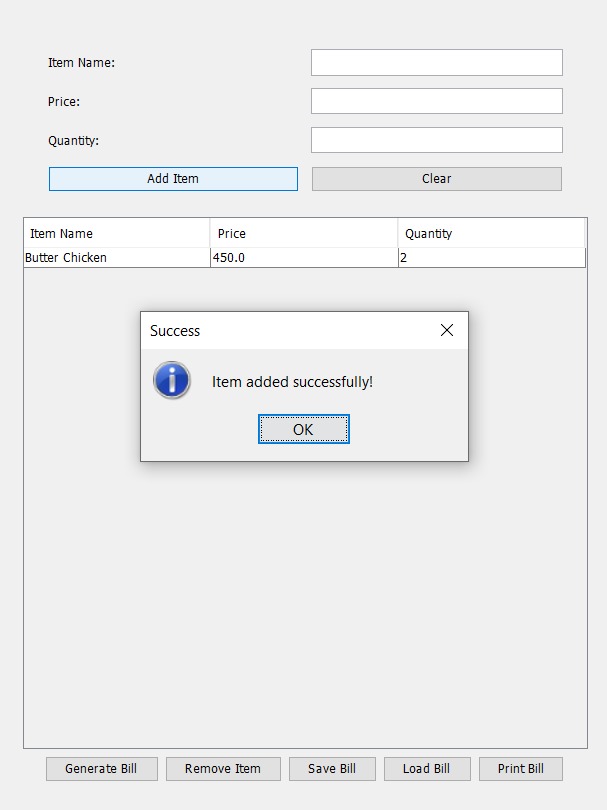 Item Name:
Price:
Quantity:
Add Item Clear
Item Name Price Quantity
Butter Chicken 450.0 2
Success
Item added successfully!
OK
Generate Bill Remove Item Save Bill Load Bill Print Bill